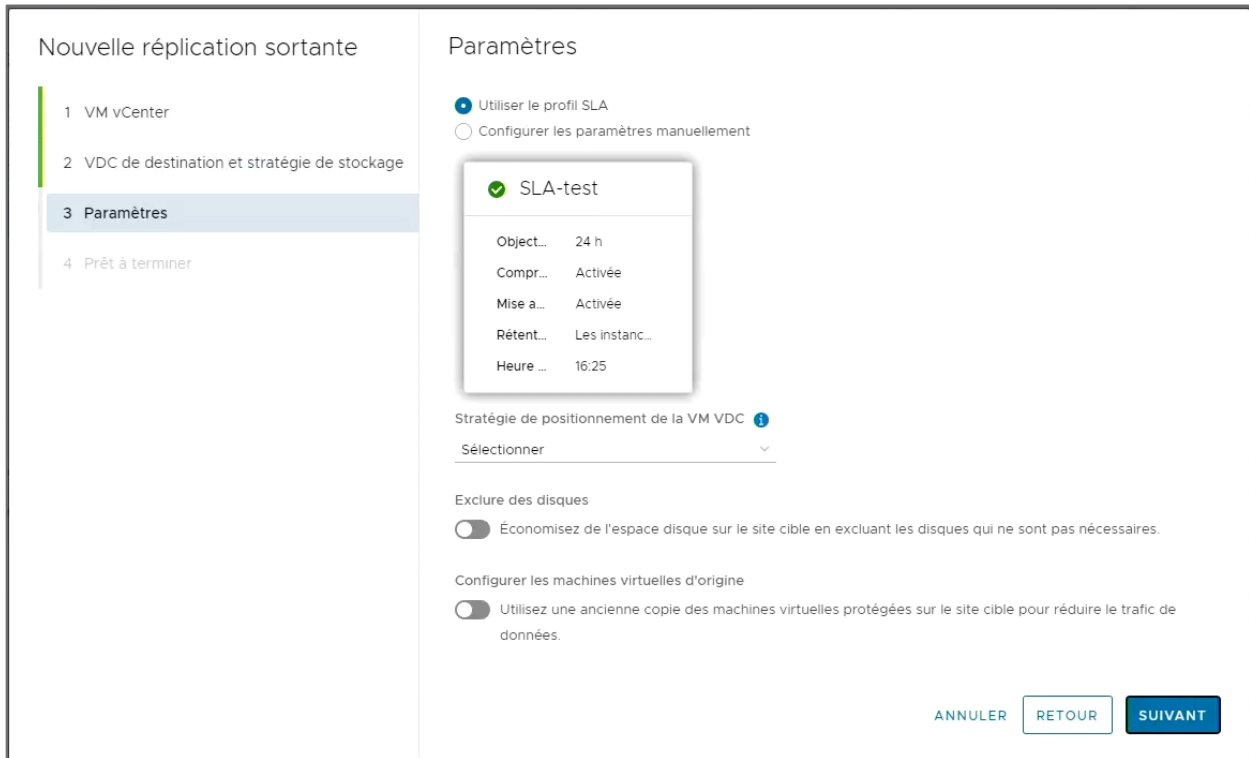 Nouvelle réplication sortante
1 VM vCenter
2 VDC de destination et stratégie de stockage
3 Paramètres
4 Prêt à terminer
Paramètres
Utiliser le profil SLA
Configurer les paramètres manuellement
SLA-test
Object... 24 h
Compr... Activée
Mise a... Activée
Rétent... Les instanc...
Heure ... 16:25
Stratégie de positionnement de la VM VDC
Sélectionner
Exclure des disques
Économisez de l'espace disque sur le site cible en excluant les disques qui ne sont pas nécessaires.
Configurer les machines virtuelles d'origine
Utilisez une ancienne copie des machines virtuelles protégées sur le site cible pour réduire le trafic de
données.
ANNULER RETOUR SUIVANT